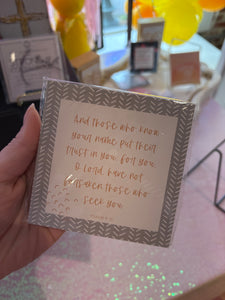 And those who know
your name put their
trust in you, for you,
O Lord, have not
forsaken those who
seek you.